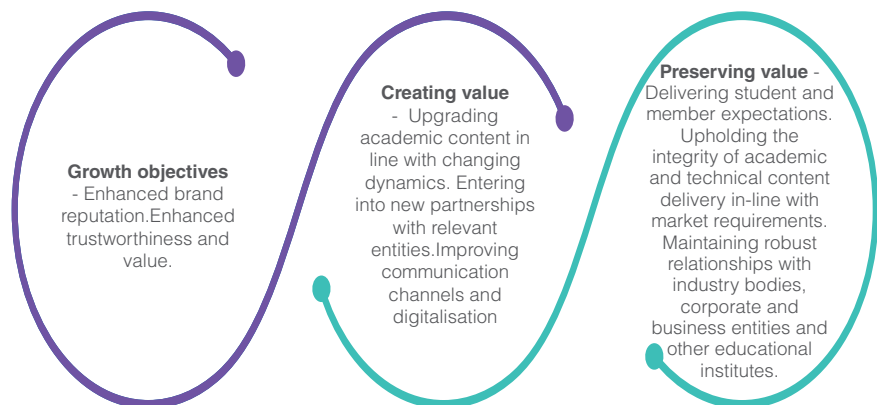 Growth objectives
- Enhanced brand
reputation.Enhanced
trustworthiness and
value.
Creating value
- Upgrading
academic content in
line with changing
dynamics. Entering
into new partnerships
with relevant
entities.Improving
communication
channels and
digitalisation
Preserving value -
Delivering student and
member expectations.
Upholding the
integrity of academic
and technical content
delivery in-line with
market requirements.
Maintaining robust
relationships with
industry bodies,
corporate and
business entities and
other educational
institutes.